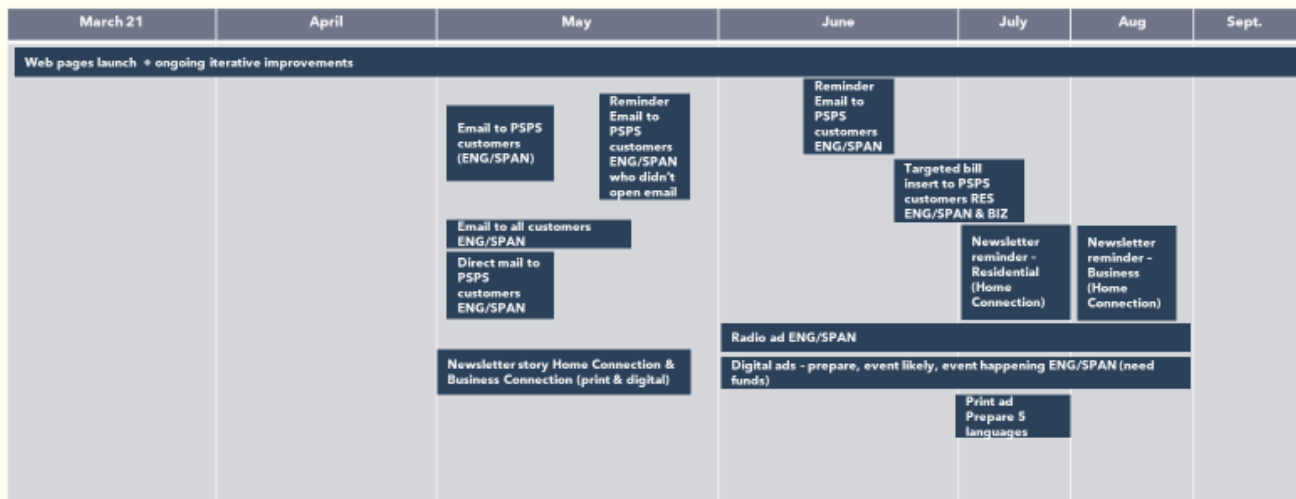 March 21
April
May
June
July
Aug
Sept.
Web pages launch + ongoing iterative improvements
Email to PSPS
customers
(ENG/SPAN)
Reminder
Email to
PSPS
customers
ENG/SPAN
who didn't
open email
Reminder
Email to
PSPS
customers
ENG/SPAN
Targeted bill
insert to PSPS
customers RES
ENG/SPAN & BIZ
Email to all customers
ENG/SPAN
Direct mail to
PSPS
customers
ENG/SPAN
Newsletter
reminder –
Residential
(Home
Connection)
Newsletter
reminder –
Business
(Home
Connection)
Radio ad ENG/SPAN
Newsletter story Home Connection &
Business Connection (print & digital)
Digital ads – prepare, event likely, event happening ENG/SPAN (need
funds)
Print ad
Prepare 5
languages